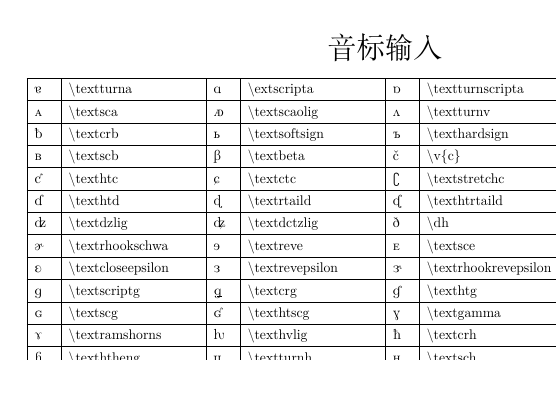 音标输入
ɐ \textturna ɑ \extscripta ɒ \textturnscripta
ᴀ \textsca \textscaolig ʌ \textturnv
ƀ \textcrb ь \textsoftsign ъ \texthardsign
ʙ \textscb β \textbeta č \v{c}
ƈ \texthtc ɕ \textctc ʗ \textstretchc
ɗ \texthtd ɖ \textrtaild ᶑ \texthtrtaild
ʣ \textdzlig ʥ \textdctzlig ð \dh
ɚ \textrhookschwa ɘ \textreve ᴇ \textsce
ʚ \textcloseepsilon ɜ \textrevepsilon ɝ \textrhookrevepsilon
ɡ \textscriptg \textcrg ɠ \texthtg
ɢ \textscg ʛ \texthtscg ɣ \textgamma
ɤ \textramshorns ƕ \texthvlig ħ \textcrh
ɧ \texththeng ɥ \textturnh ʜ \textsch